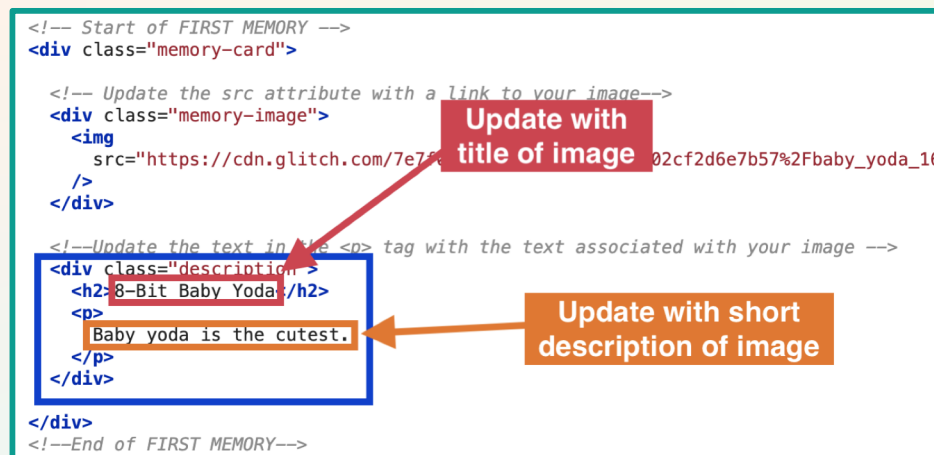 <!-- Start of FIRST MEMORY -->
<div class="memory-card">
<!-- Update the src attribute with a link to your image-->
<div class="memory-image">
<img
src="https://cdn.glitch.com/7e7f 02cf2d6e7b57%2Fbaby_yoda_16
/>
</div>
Update with
title of image
<!--Update the text in the <p> tag with the text associated with your image -->
<div class="description">
<h2>8-Bit Baby Yoda</h2>
<p>
Baby yoda is the cutest.
</p>
</div>
Update with short
description of image
</div>
<!--End of FIRST MEMORY-->